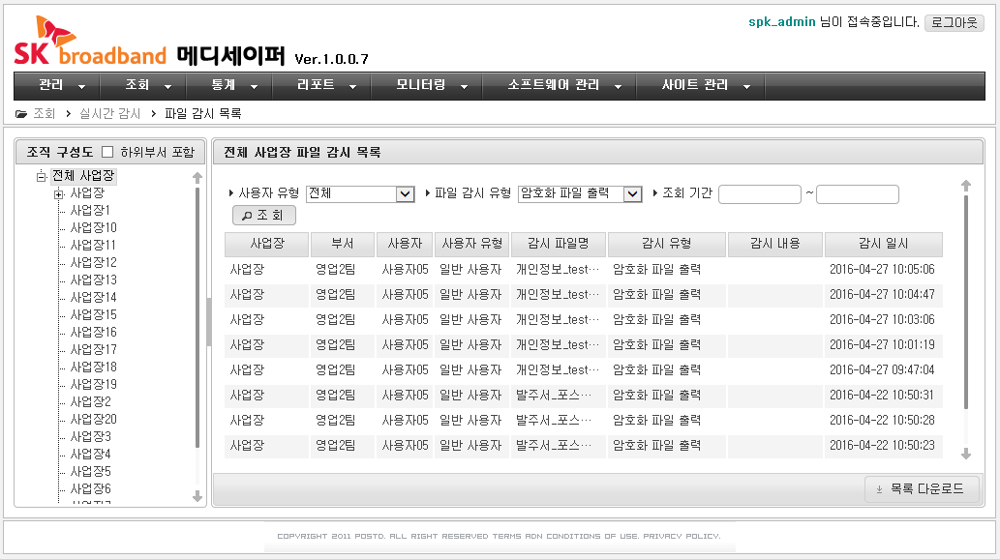 spk_admin 님이 접속중입니다. 로그아웃
SK broadband 메디세이퍼 Ver.1.0.0.7
관리 조회 통계 리포트 모니터링 소프트웨어 관리 사이트 관리
조회 > 실시간 감시 > 파일 감시 목록
조직 구성도 하위부서 포함
전체 사업장
사업장
사업장1
사업장10
사업장11
사업장12
사업장13
사업장14
사업장15
사업장16
사업장17
사업장18
사업장19
사업장2
사업장20
사업장3
사업장4
사업장5
사업장6
전체 사업장 파일 감시 목록
사용자 유형 전체 파일 감시 유형 암호화 파일 출력 조회 기간 ~
조 회
사업장 부서 사용자 사용자 유형 감시 파일명 감시 유형 감시 내용 감시 일시
사업장 영업2팀 사용자05 일반 사용자 개인정보_test··· 암호화 파일 출력 2016-04-27 10:05:06
사업장 영업2팀 사용자05 일반 사용자 개인정보_test··· 암호화 파일 출력 2016-04-27 10:04:47
사업장 영업2팀 사용자05 일반 사용자 개인정보_test··· 암호화 파일 출력 2016-04-27 10:03:06
사업장 영업2팀 사용자05 일반 사용자 개인정보_test··· 암호화 파일 출력 2016-04-27 10:01:19
사업장 영업2팀 사용자05 일반 사용자 개인정보_test··· 암호화 파일 출력 2016-04-27 09:47:04
사업장 영업2팀 사용자05 일반 사용자 발주서_포스··· 암호화 파일 출력 2016-04-22 10:50:31
사업장 영업2팀 사용자05 일반 사용자 발주서_포스··· 암호화 파일 출력 2016-04-22 10:50:28
사업장 영업2팀 사용자05 일반 사용자 발주서_포스··· 암호화 파일 출력 2016-04-22 10:50:23
목록 다운로드
COPYRIGHT 2011 POSTD. ALL RIGHT RESERVED TERMS ADN CONDITIONS OF USE. PRIVACY POLICY.